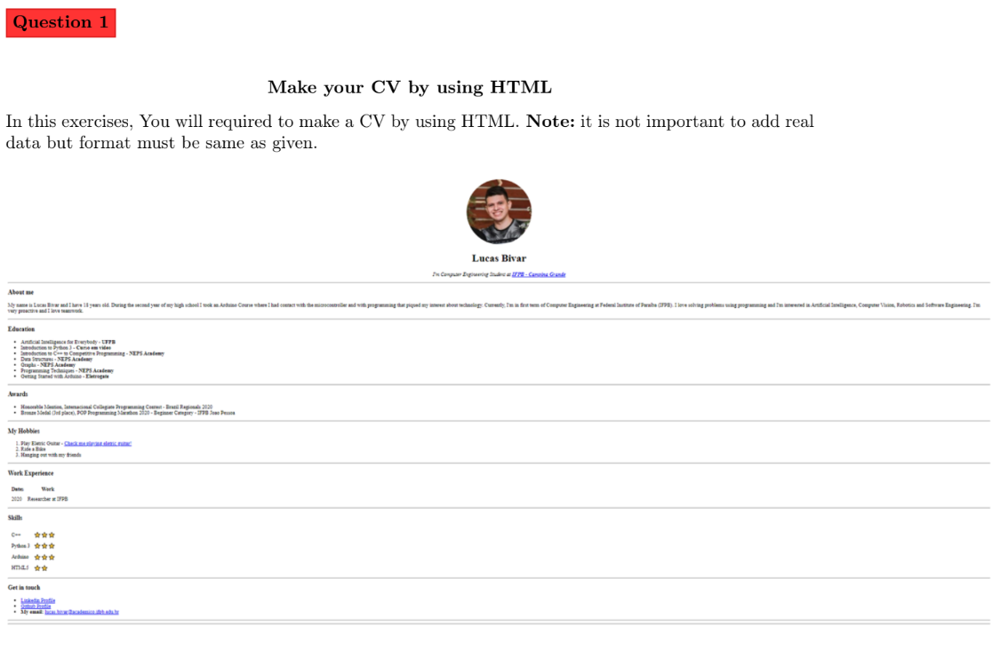 Question 1
Make your CV by using HTML
In this exercises, You will required to make a CV by using HTML. Note: it is not important to add real
data but format must be same as given.
Lucas Bivar
I'm Computer Engineering Student at IFPB - Campina Grande
About me
My name is Lucas Bivar and I have 18 years old. During the second year of my high school I took an Arduino Course where I had contact with the microcontroller and with programming that piqued my interest about technology. Currently, I'm in first term of Computer Engineering at Federal Institute of Paraíba (IFPB). I love solving problems using programming and I'm interested in Artificial Intelligence, Computer Vision, Robotics and Software Engineering. I'm
very proactive and I love teamwork.
Education
Artificial Intelligence for Everybody - UFPB
Introduction to Python 3 - Curso em vídeo
Introduction to C++ to Competitive Programming - NEPS Academy
Data Structures - NEPS Academy
Graphs - NEPS Academy
Programming Techniques - NEPS Academy
Getting Started with Arduino - Eletrogate
Awards
Honorable Mention, Internacional Collegiate Programming Contest - Brazil Regionals 2020
Bronze Medal (3rd place), POP Programming Marathon 2020 - Beginner Category - IFPB Joao Pessoa
My Hobbies
1. Play Eletric Guitar - Check me playing eletric guitar!
2. Ride a Bike
3. Hanging out with my friends
Work Experience
Dates Work
2020 Researcher at IFPB
Skills
C++
Python 3
Arduino
HTML5
Get in touch
Linkedin Profile
Github Profile
My email: lucas.bivar@academico.ifpb.edu.br